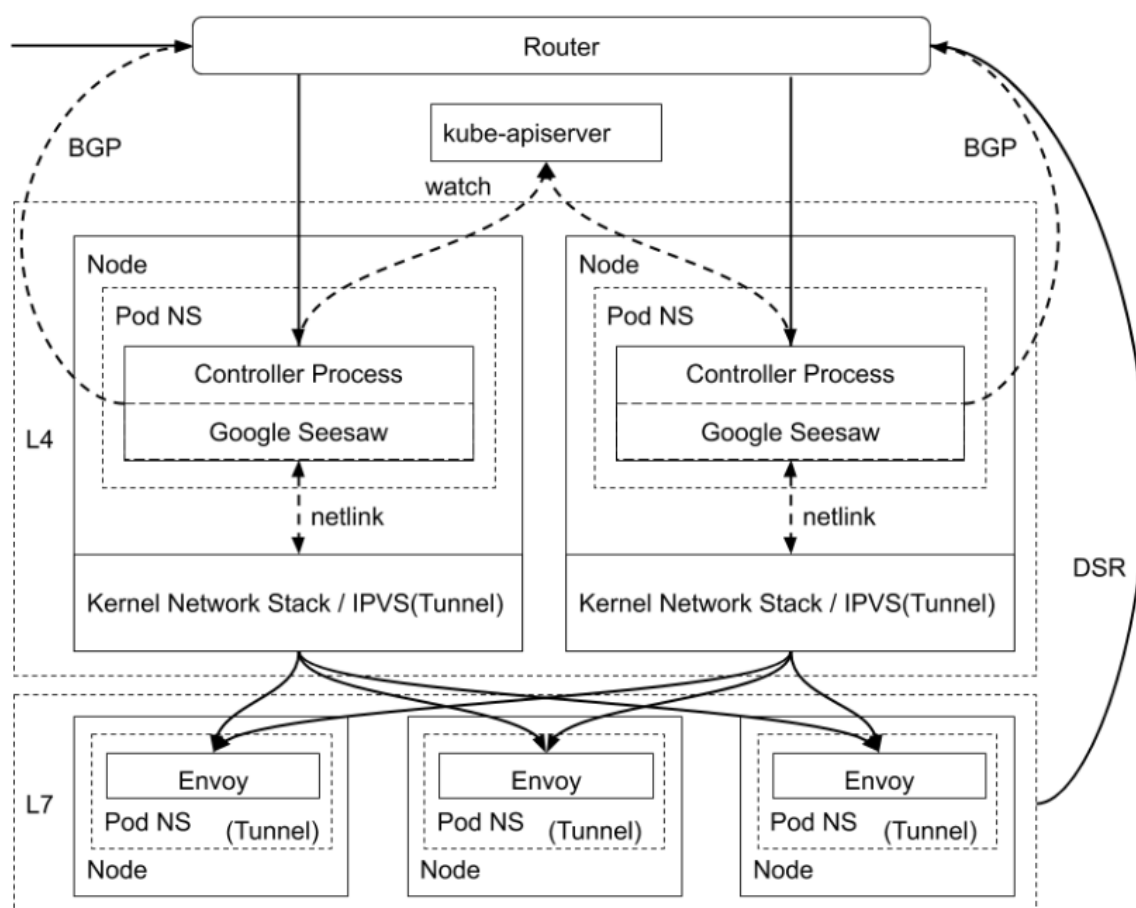 Router
kube-apiserver
BGP
BGP
watch
Node
Node
Pod NS
Pod NS
Controller Process
Controller Process
Google Seesaw
Google Seesaw
L4
netlink
netlink
DSR
Kernel Network Stack / IPVS(Tunnel)
Kernel Network Stack / IPVS(Tunnel)
Envoy
Envoy
Envoy
L7
Pod NS (Tunnel)
Pod NS (Tunnel)
Pod NS (Tunnel)
Node
Node
Node